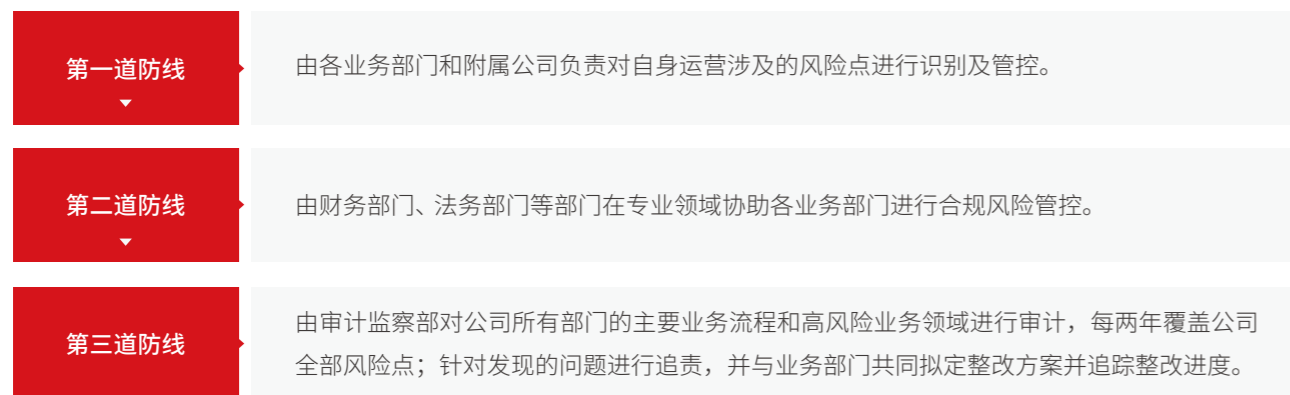 第一道防线
由各业务部门和附属公司负责对自身运营涉及的风险点进行识别及管控。
第二道防线
由财务部门、法务部门等部门在专业领域协助各业务部门进行合规风险管控。
第三道防线
由审计监察部对公司所有部门的主要业务流程和高风险业务领域进行审计，每两年覆盖公司
全部风险点；针对发现的问题进行追责，并与业务部门共同拟定整改方案并追踪整改进度。